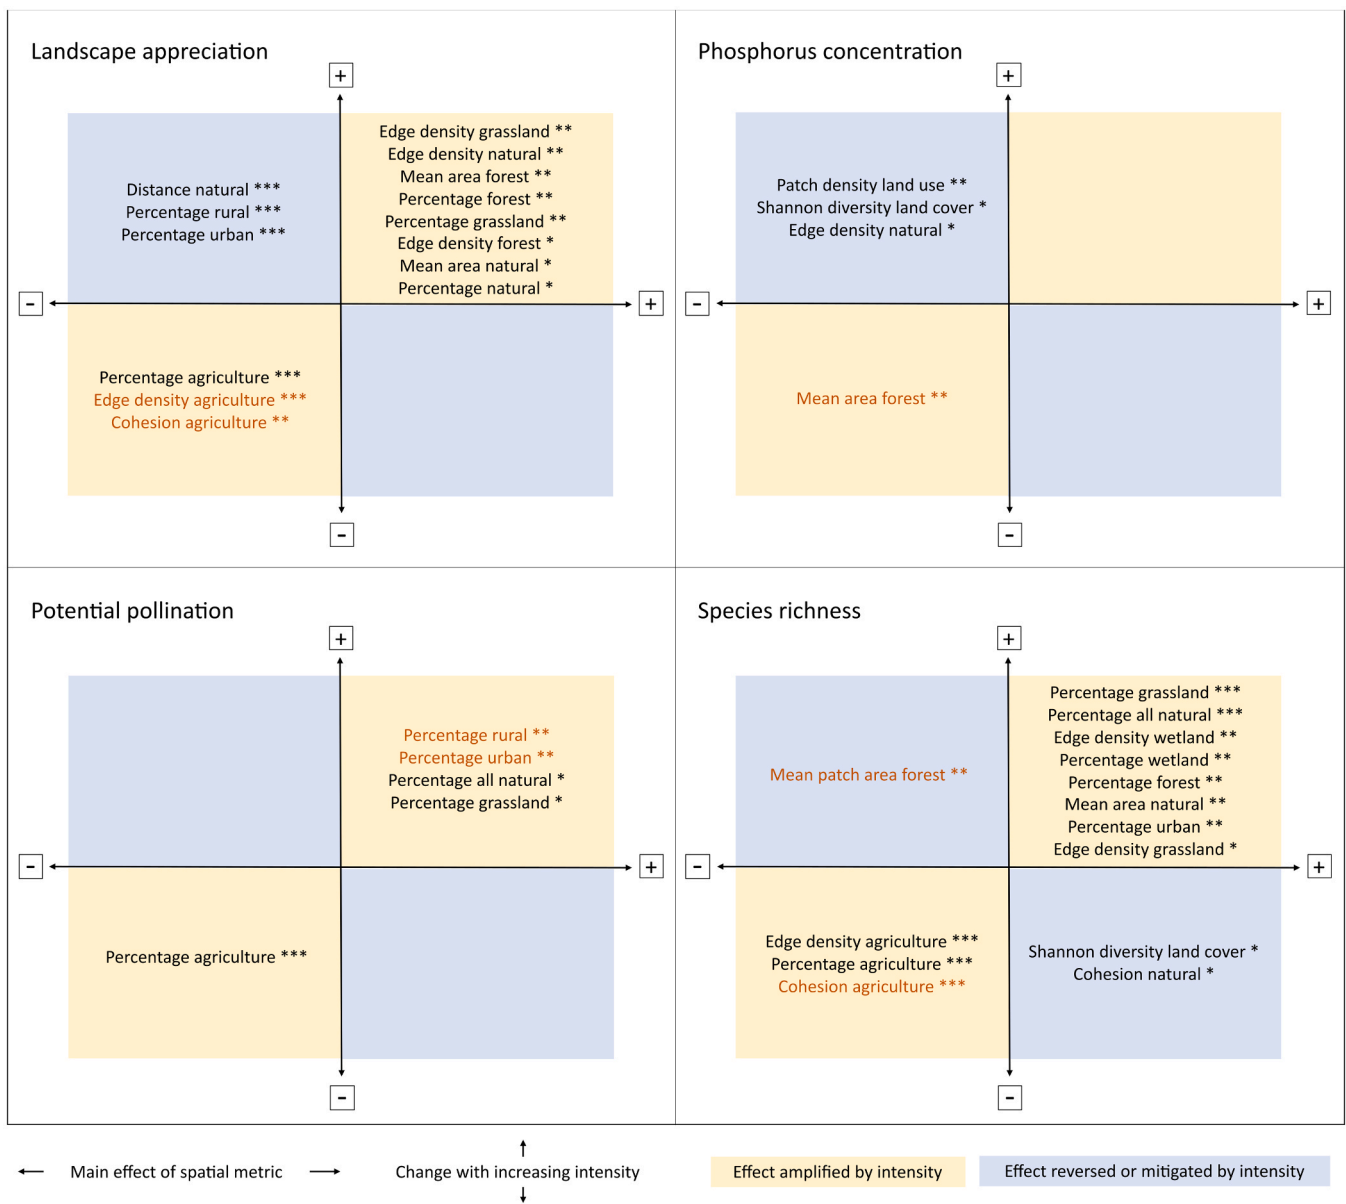 Landscape appreciation
+
Distance natural ***
Percentage rural ***
Percentage urban ***
Edge density grassland **
Edge density natural **
Mean area forest **
Percentage forest **
Percentage grassland **
Edge density forest *
Mean area natural *
Percentage natural *
-
+
Percentage agriculture ***
Edge density agriculture ***
Cohesion agriculture **
-
Phosphorus concentration
+
Patch density land use **
Shannon diversity land cover *
Edge density natural *
-
+
Mean area forest **
-
Potential pollination
+
Percentage rural **
Percentage urban **
Percentage all natural *
Percentage grassland *
-
+
Percentage agriculture ***
-
Species richness
+
Mean patch area forest **
Percentage grassland ***
Percentage all natural ***
Edge density wetland **
Percentage wetland **
Percentage forest **
Mean area natural **
Percentage urban **
Edge density grassland *
-
+
Edge density agriculture ***
Percentage agriculture ***
Cohesion agriculture ***
Shannon diversity land cover *
Cohesion natural *
-
Main effect of spatial metric
Change with increasing intensity
Effect amplified by intensity
Effect reversed or mitigated by intensity